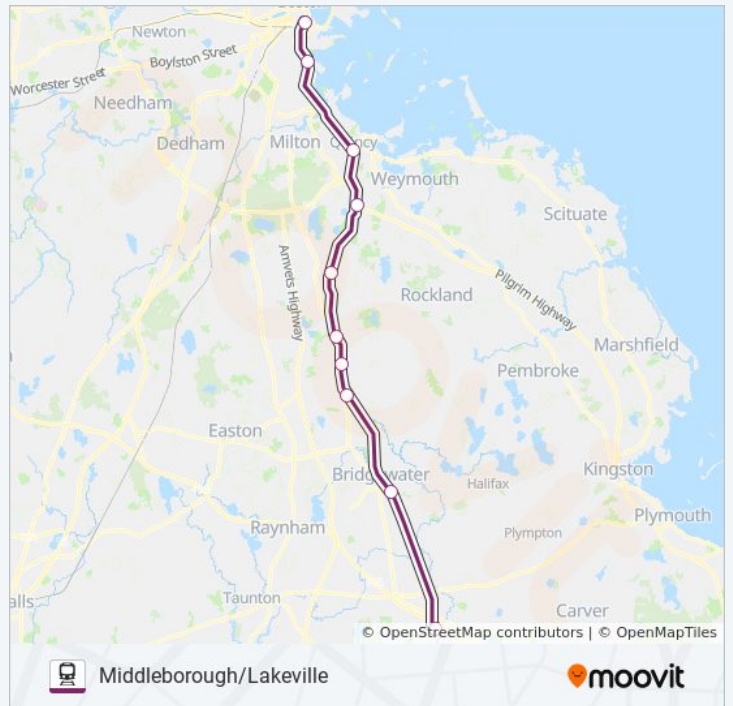 Newton
Boylston Street
Worcester Street
Needham
Dedham
Milton
Weymouth
Scituate
Amvets Highway
Rockland
Pilgrim Highway
Marshfield
Pembroke
Easton
Bridgewater
Kingston
Halifax
Plymouth
Raynham
Plympton
Taunton
alls
Carver
© OpenStreetMap contributors | © OpenMapTiles
Middleborough/Lakeville
moovit